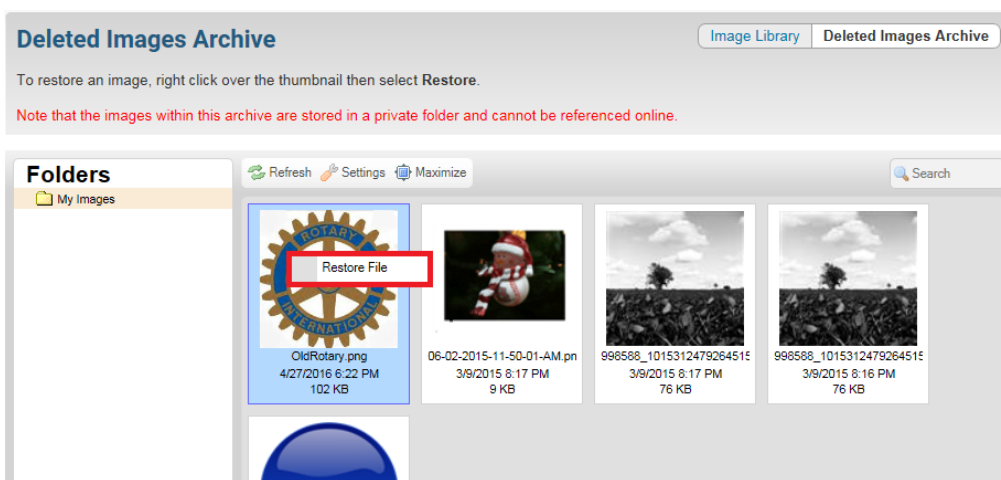 Deleted Images Archive
Image Library
Deleted Images Archive
To restore an image, right click over the thumbnail then select Restore.
Note that the images within this archive are stored in a private folder and cannot be referenced online.
Folders
My Images
Refresh
Settings
Maximize
Search
ROTARY
Restore File
INTERNATIONAL
OldRotary.png
4/27/2016 6:22 PM
102 KB
06-02-2015-11-50-01-AM.pn
3/9/2015 8:17 PM
9 KB
998588_1015312479264515
3/9/2015 8:17 PM
76 KB
998588_1015312479264515
3/9/2015 8:16 PM
76 KB